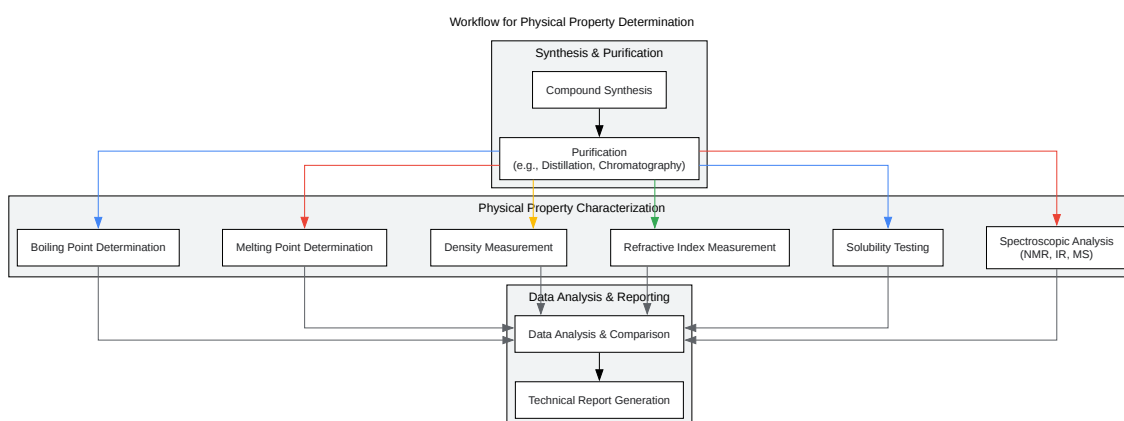 Workflow for Physical Property Determination
Synthesis & Purification
Compound Synthesis
Purification
(e.g., Distillation, Chromatography)
Physical Property Characterization
Boiling Point Determination
Melting Point Determination
Density Measurement
Refractive Index Measurement
Solubility Testing
Spectroscopic Analysis
(NMR, IR, MS)
Data Analysis & Reporting
Data Analysis & Comparison
Technical Report Generation